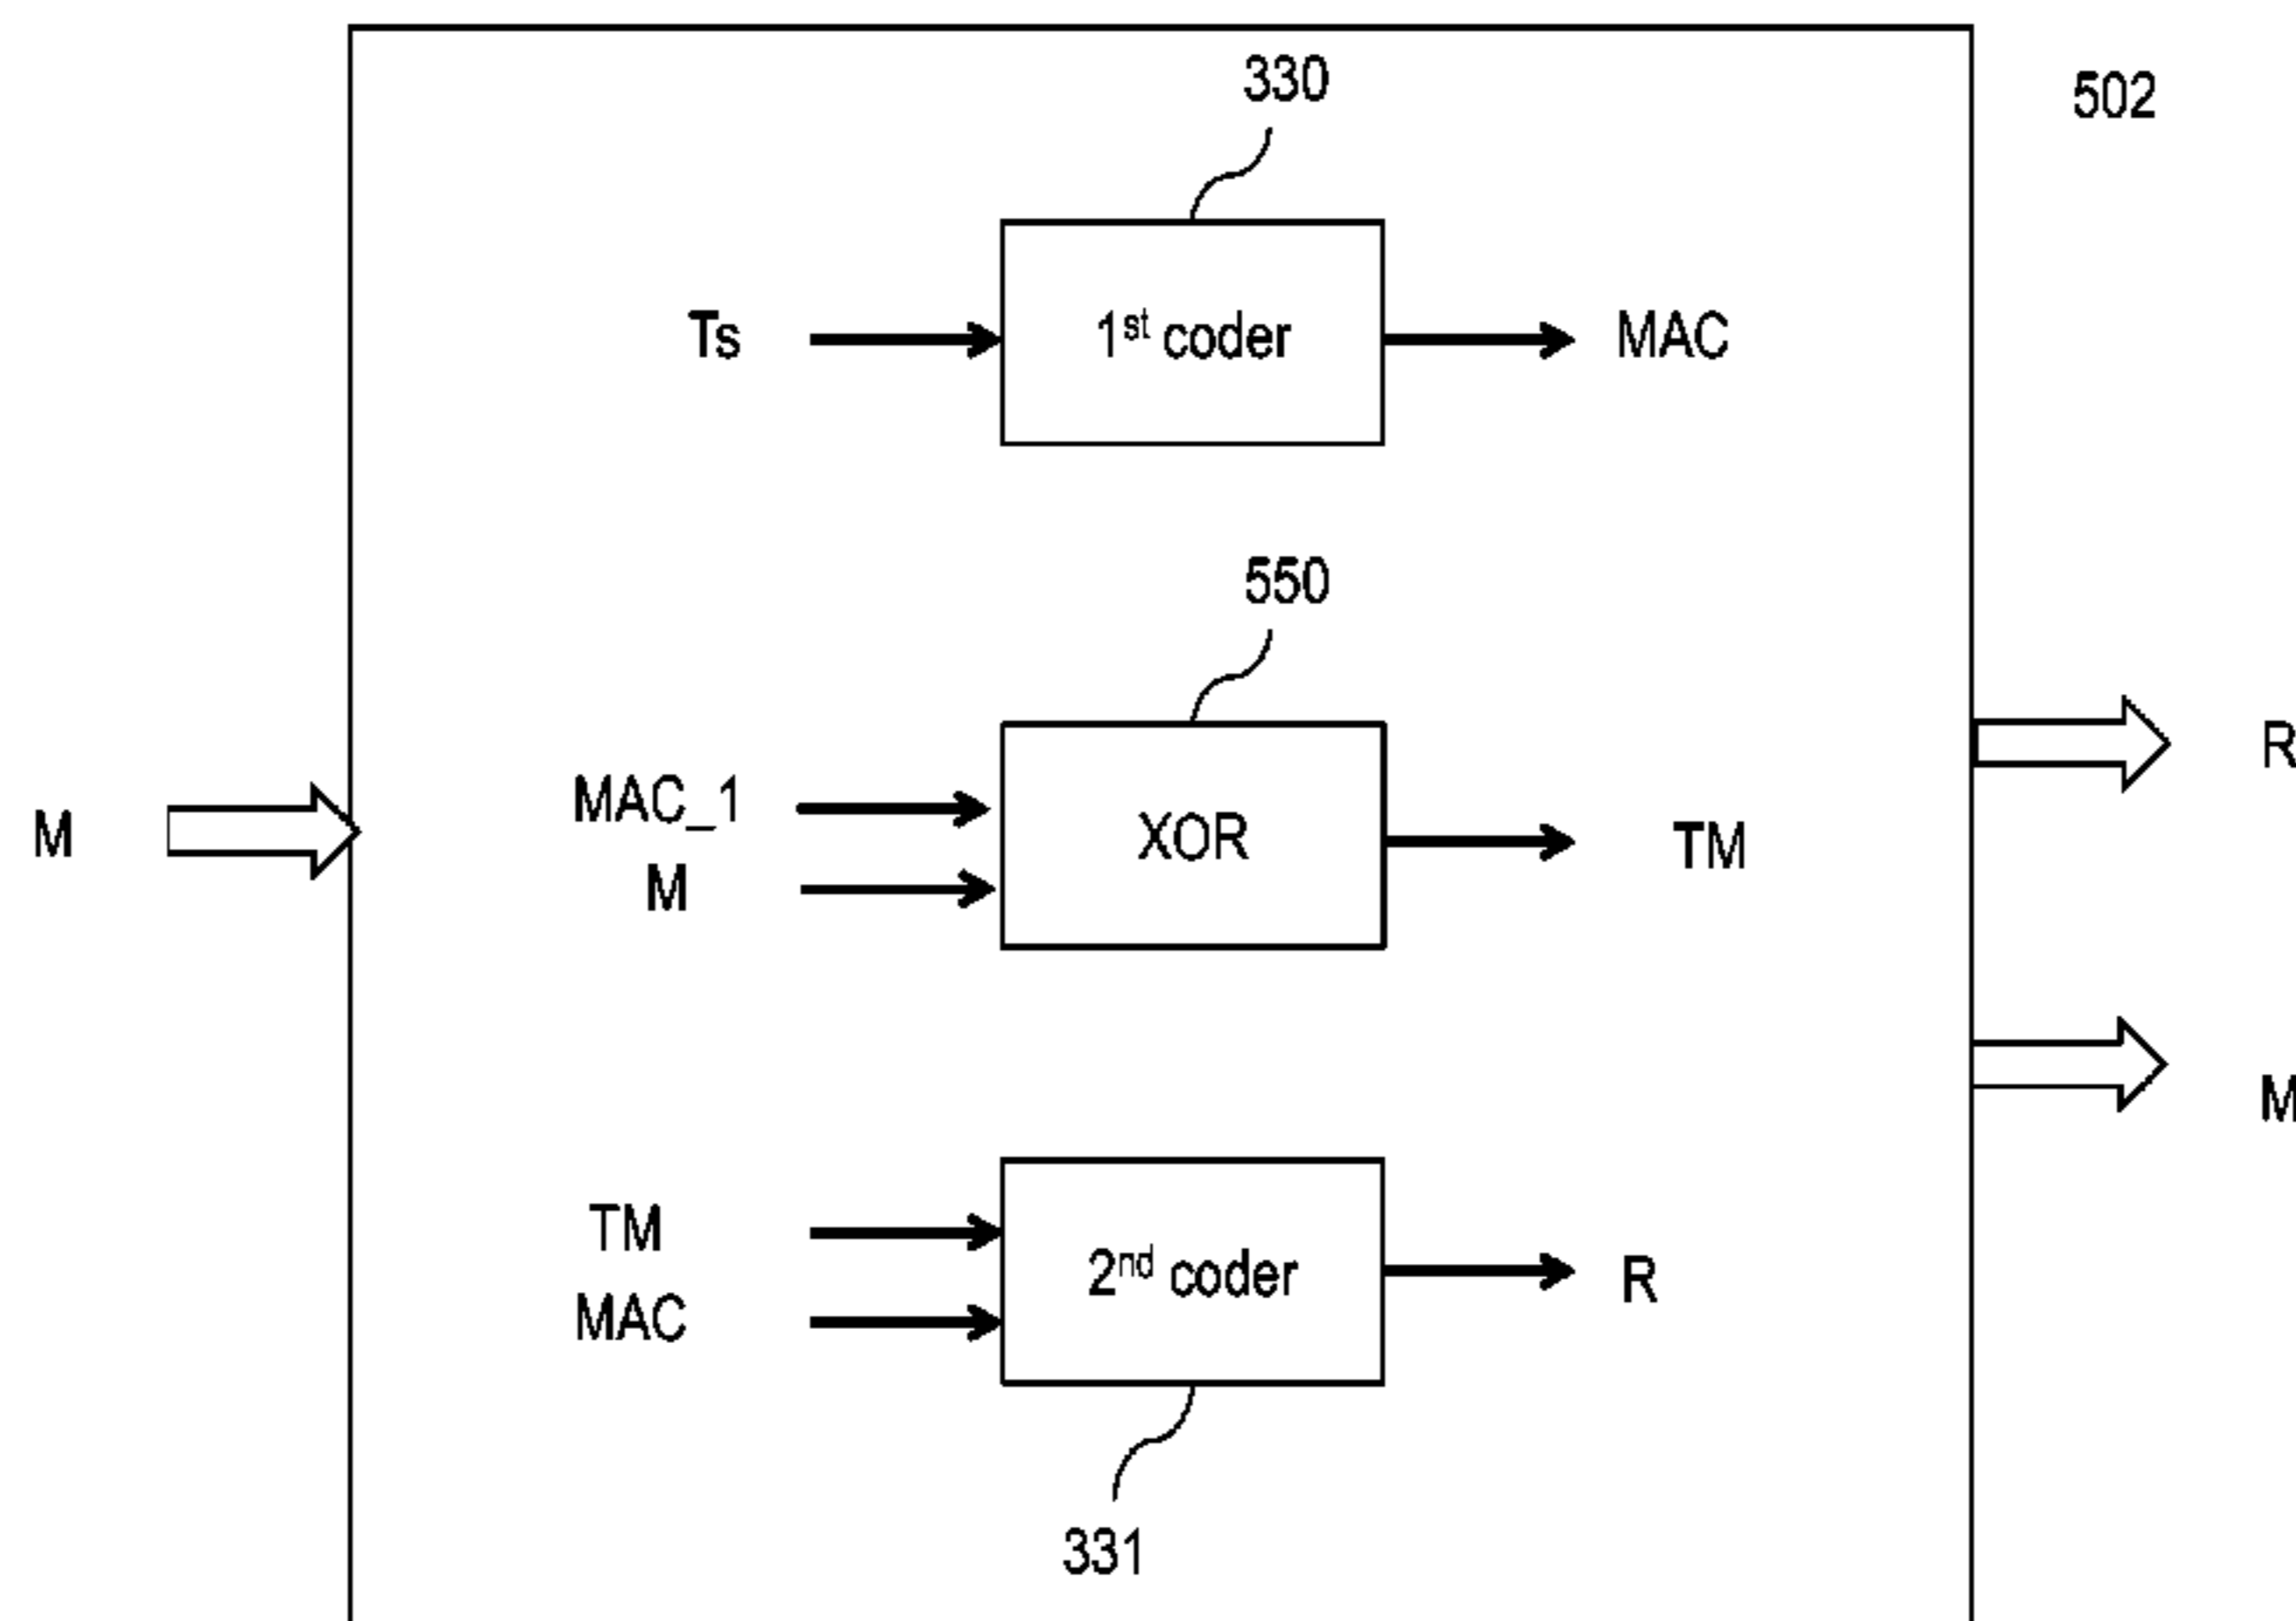 330
502
Ts
1st coder
MAC
550
MAC_1
M
XOR
TM
R
M
M
TM
MAC
2nd coder
R
331